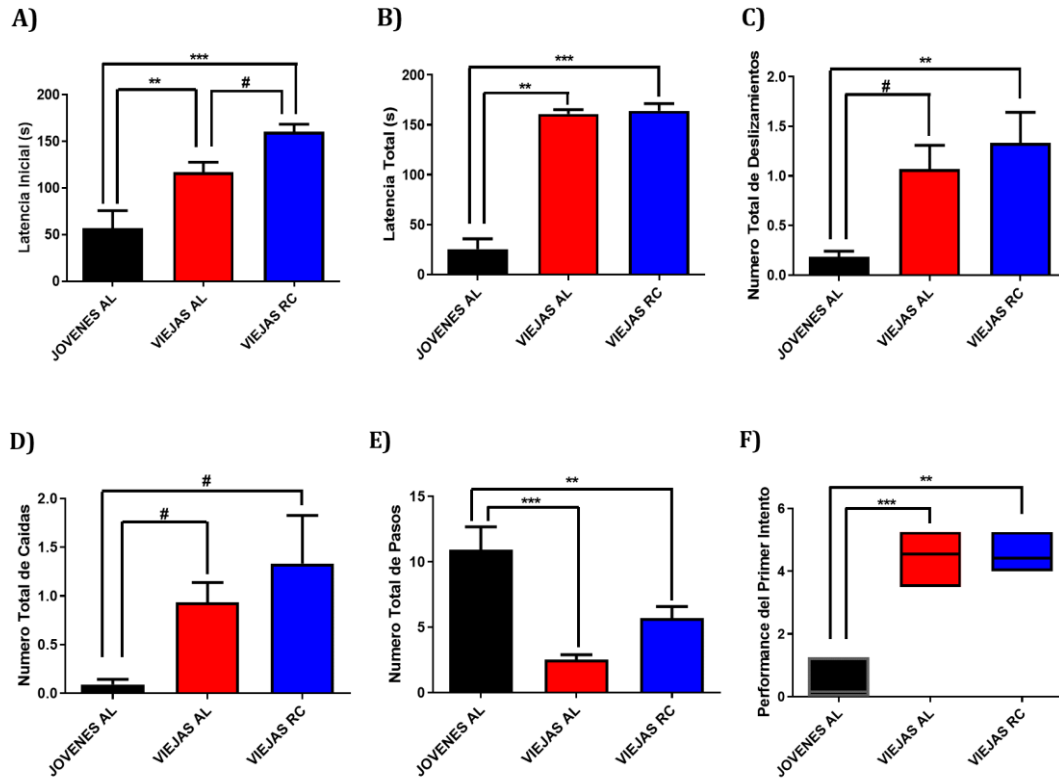 A)
***
**
#
Latencia Inicial (s)
200
150
100
50
0
JOVENES AL
VIEJAS AL
VIEJAS RC
B)
***
**
Latencia Total (s)
200
150
100
50
0
JOVENES AL
VIEJAS AL
VIEJAS RC
C)
**
#
Numero Total de Deslizamientos
2.0
1.5
1.0
0.5
0.0
JOVENES AL
VIEJAS AL
VIEJAS RC
D)
#
#
Numero Total de Caidas
2.0
1.5
1.0
0.5
0.0
JOVENES AL
VIEJAS AL
VIEJAS RC
E)
**
***
Numero Total de Pasos
15
10
5
0
JOVENES AL
VIEJAS AL
VIEJAS RC
F)
**
***
Performance del Primer Intento
6
4
2
0
JOVENES AL
VIEJAS AL
VIEJAS RC